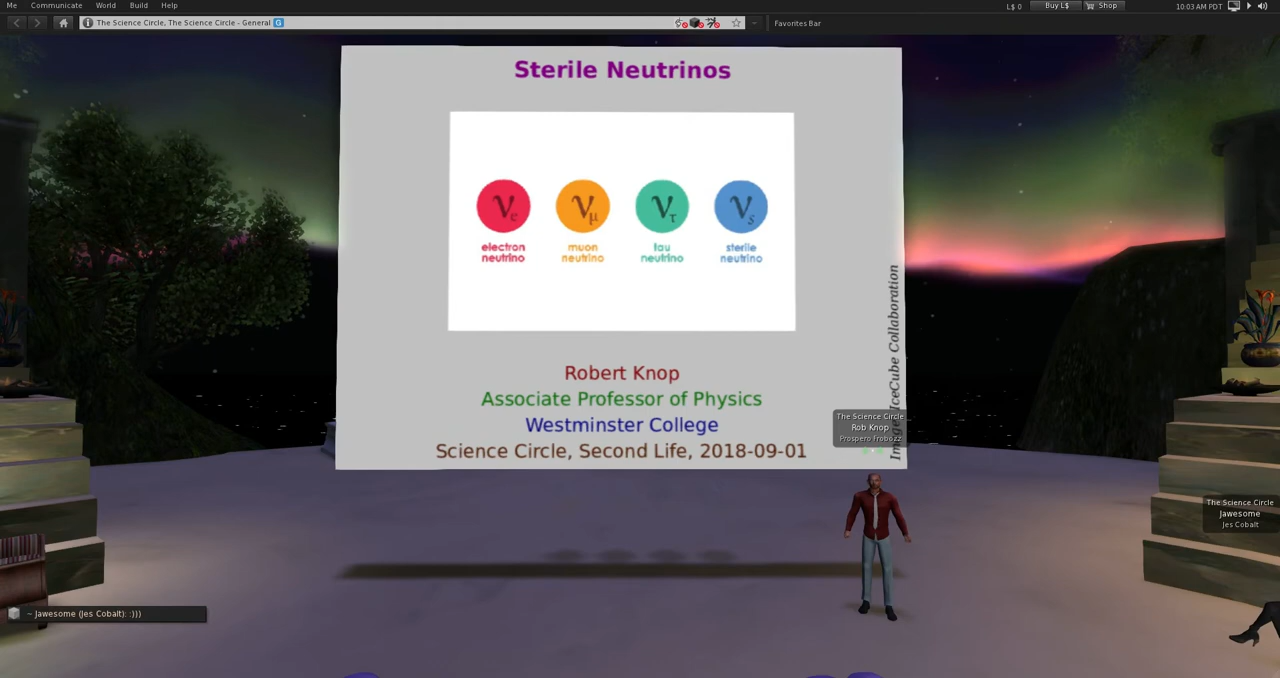 Me Communicate World Build Help
L$ 0 Buy L$ Shop 10:03 AM PDT
The Science Circle, The Science Circle - General G
Favorites Bar
Sterile Neutrinos
νe νμ ντ νs
electron neutrino
muon neutrino
tau neutrino
sterile neutrino
IceCube Collaboration
Robert Knop
Associate Professor of Physics
Westminster College
Science Circle, Second Life, 2018-09-01
The Science Circle
Rob Knop
Prospero Frobozz
The Science Circle
Jawesome
Jes Cobalt
~ Jawesome (Jes Cobalt): :)))